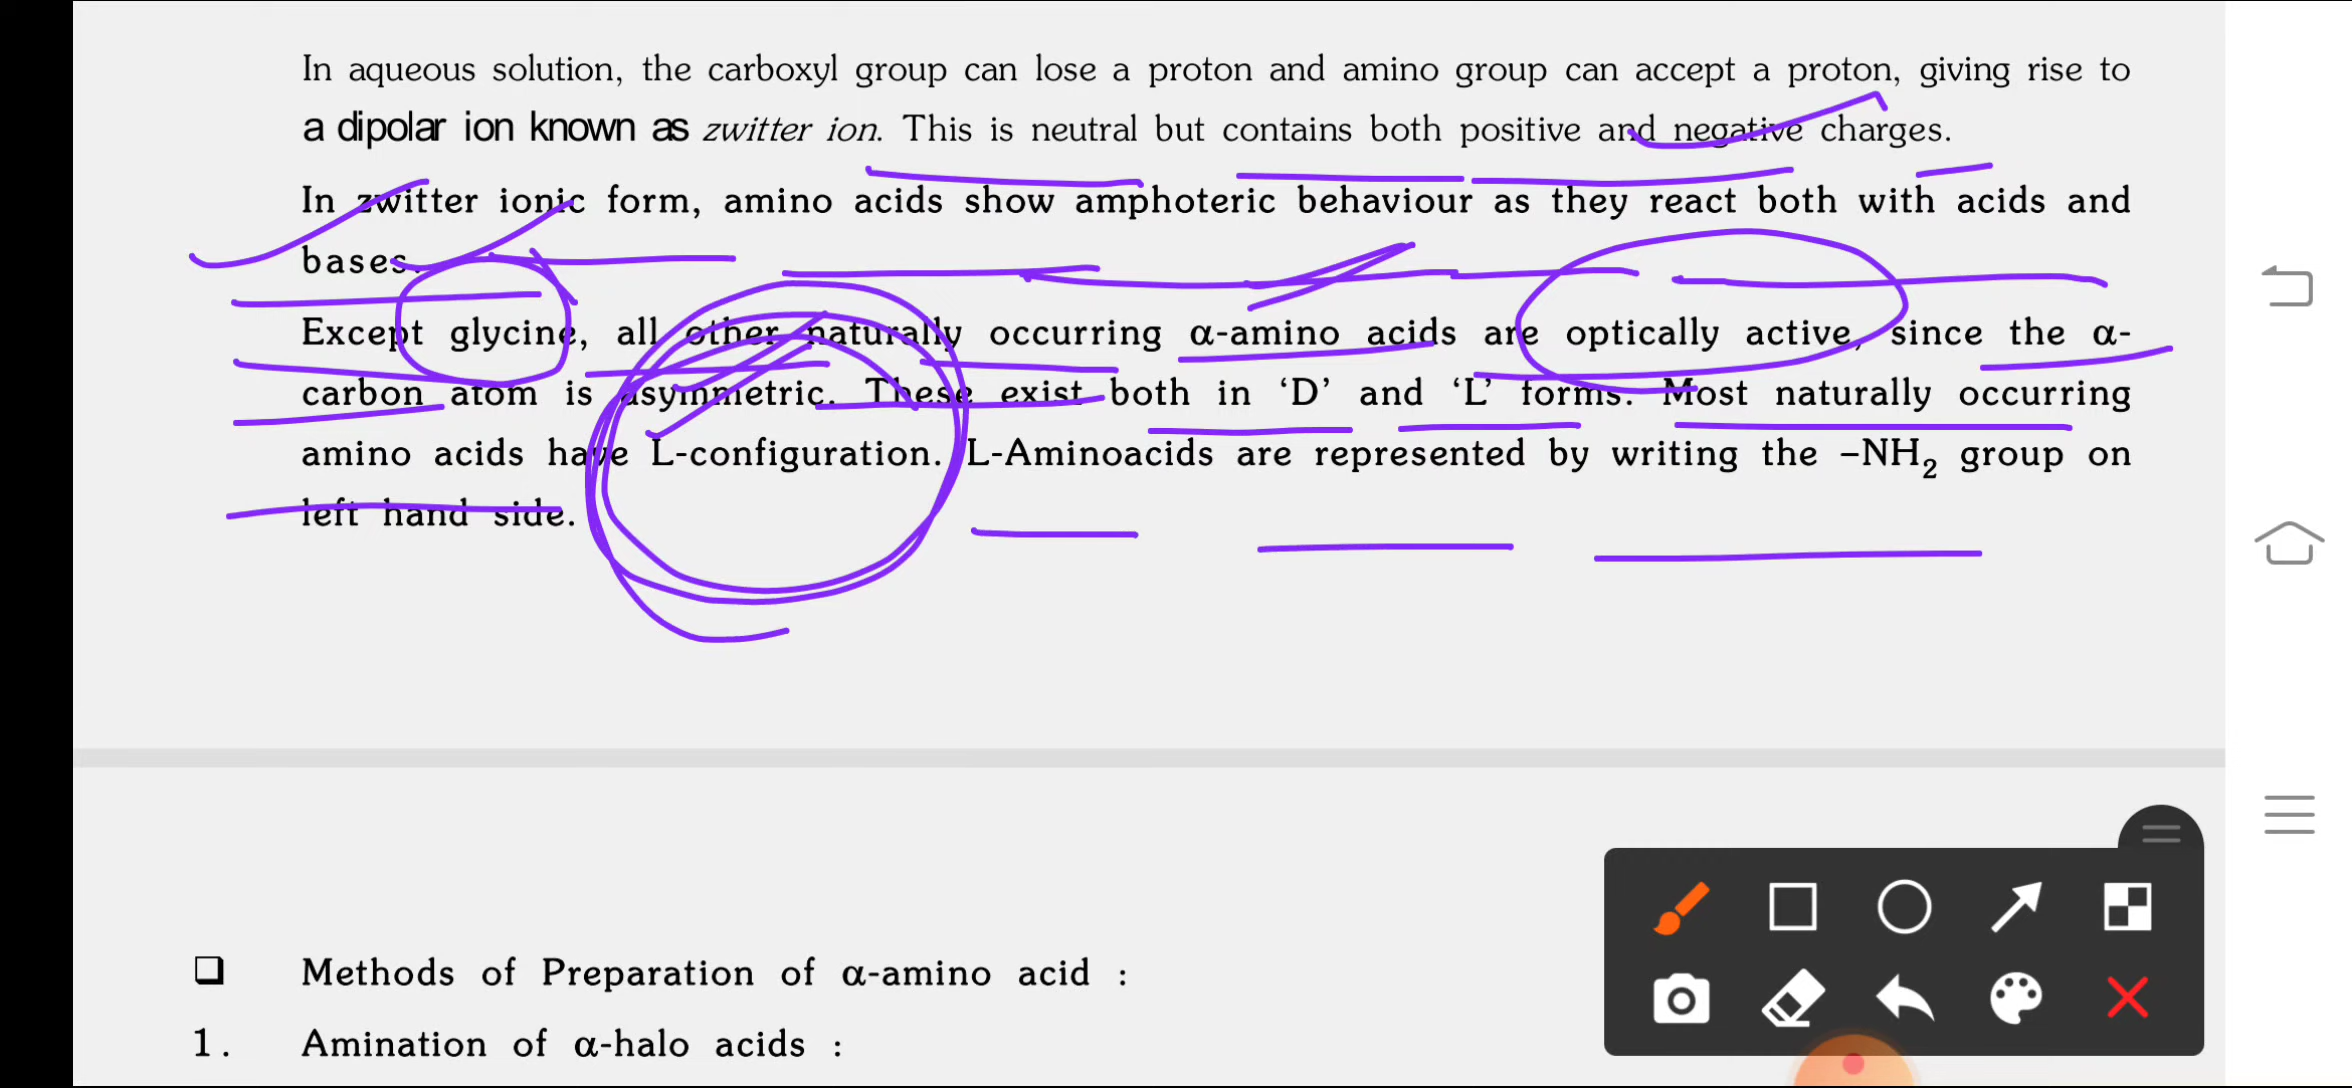 In aqueous solution, the carboxyl group can lose a proton and amino group can accept a proton, giving rise to
a dipolar ion known as zwitter ion. This is neutral but contains both positive and negative charges.
In zwitter ionic form, amino acids show amphoteric behaviour as they react both with acids and
bases.
Except glycine, all other naturally occurring α-amino acids are optically active, since the α-
carbon atom is asymmetric. These exist both in ‘D’ and ‘L’ forms. Most naturally occurring
amino acids have L-configuration. L-Aminoacids are represented by writing the –NH₂ group on
left hand side.
❑ Methods of Preparation of α-amino acid :
1. Amination of α-halo acids :